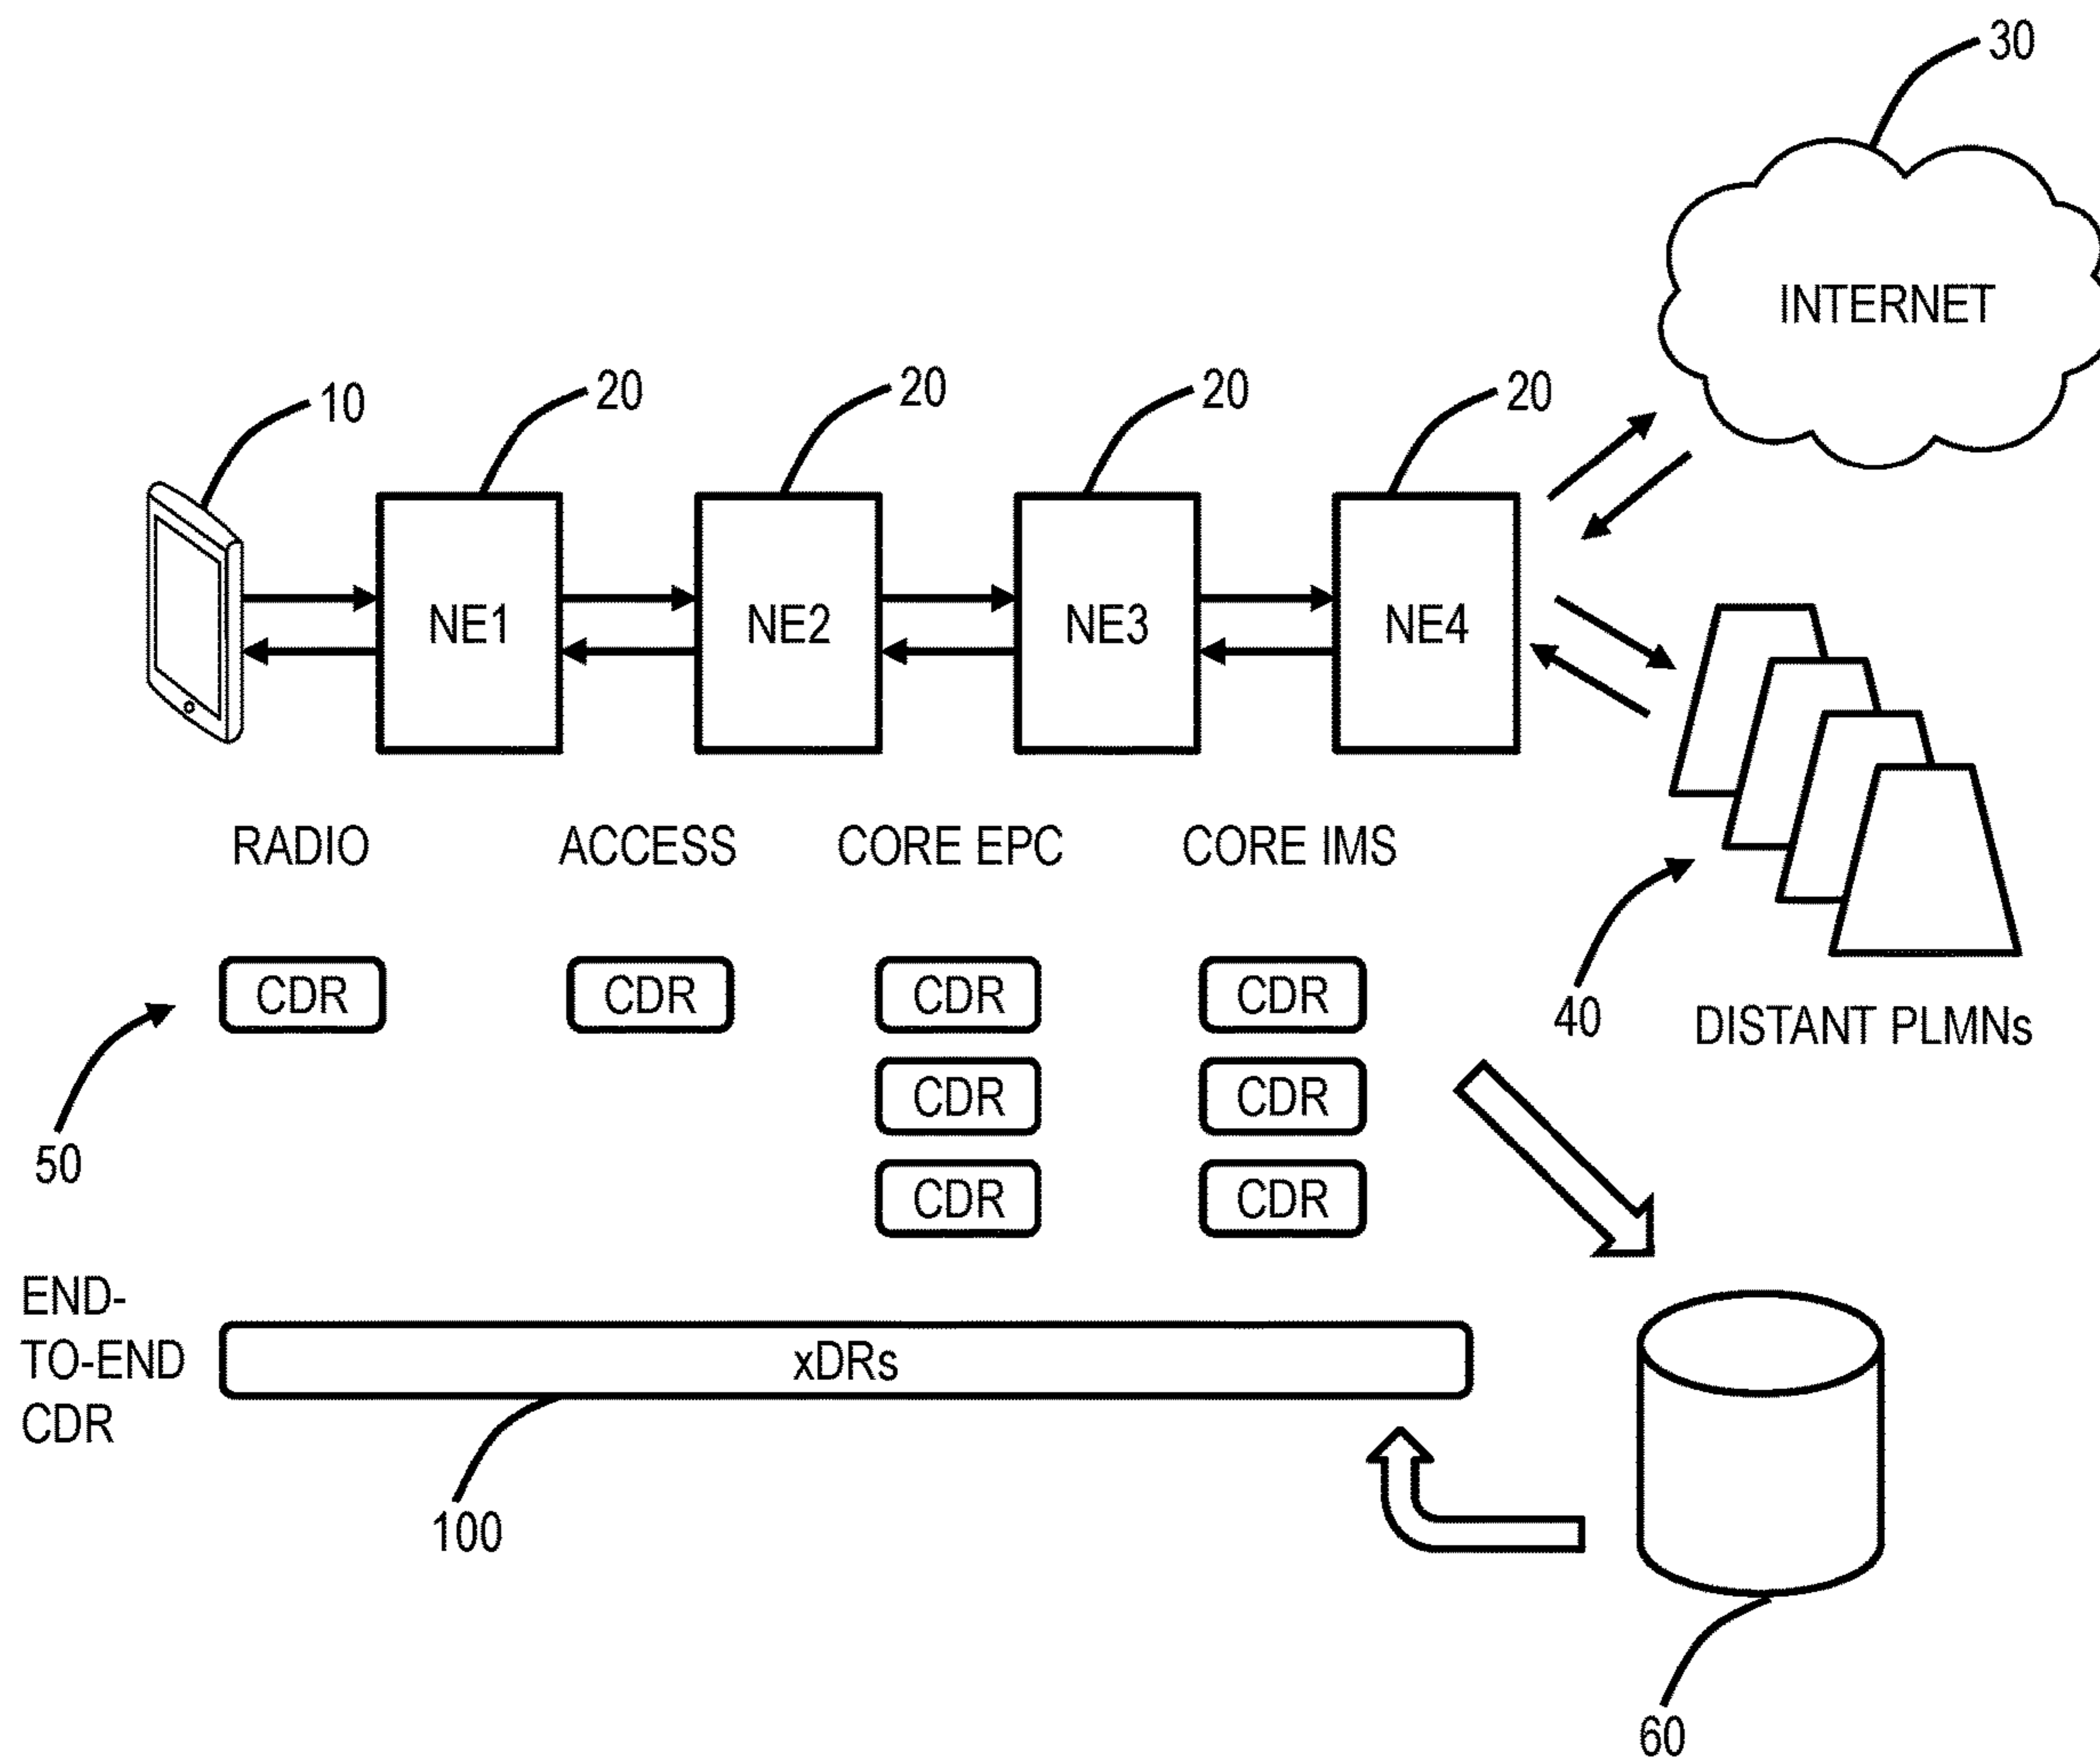 30
INTERNET
10
20
20
20
20
NE1
NE2
NE3
NE4
RADIO
ACCESS
CORE EPC
CORE IMS
CDR
CDR
CDR
CDR
40
DISTANT PLMNs
CDR
CDR
50
CDR
CDR
END-
TO-END
CDR
xDRs
100
60